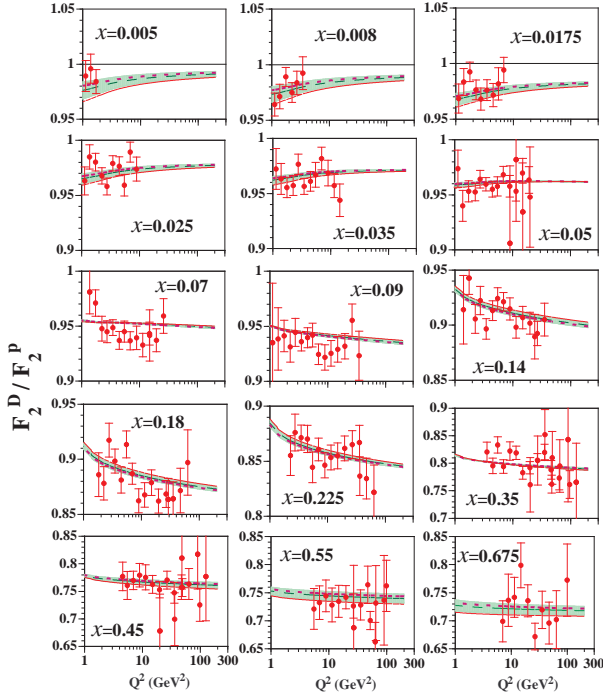 1.05
1
0.95
x=0.005
1.05
1
0.95
x=0.008
1.05
1
0.95
x=0.0175
1
0.95
0.9
x=0.025
1
0.95
0.9
x=0.035
1
0.95
0.9
x=0.05
1
0.95
0.9
x=0.07
1
0.95
0.9
x=0.09
0.95
0.9
0.85
x=0.14
F₂ᴰ / F₂ᵖ
0.95
0.9
0.85
x=0.18
0.9
0.85
0.8
x=0.225
0.9
0.85
0.8
0.75
0.7
x=0.35
0.85
0.8
0.75
0.7
0.65
x=0.45
0.85
0.8
0.75
0.7
0.65
x=0.55
0.85
0.8
0.75
0.7
0.65
x=0.675
1 10 100 300
1 10 100 300
1 10 100 300
Q² (GeV²)
Q² (GeV²)
Q² (GeV²)